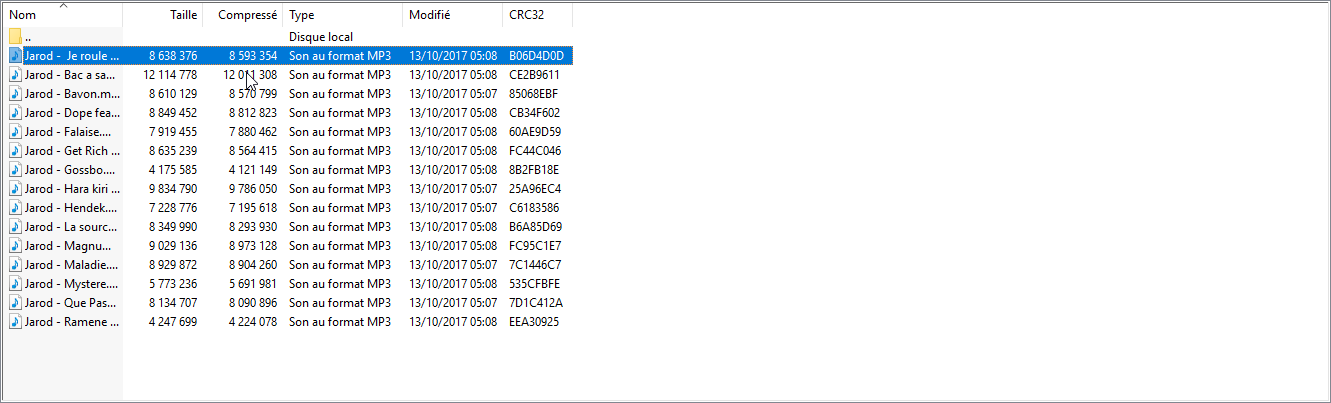 Nom Taille Compressé Type Modifié CRC32
.. Disque local
Jarod - Je roule ... 8 638 376 8 593 354 Son au format MP3 13/10/2017 05:08 B06D4D0D
Jarod - Bac a sa... 12 114 778 12 011 308 Son au format MP3 13/10/2017 05:08 CE2B9611
Jarod - Bavon.m... 8 610 129 8 570 799 Son au format MP3 13/10/2017 05:07 85068EBF
Jarod - Dope fea... 8 849 452 8 812 823 Son au format MP3 13/10/2017 05:08 CB34F602
Jarod - Falaise.... 7 919 455 7 880 462 Son au format MP3 13/10/2017 05:08 60AE9D59
Jarod - Get Rich ... 8 635 239 8 564 415 Son au format MP3 13/10/2017 05:08 FC44C046
Jarod - Gossbo.... 4 175 585 4 121 149 Son au format MP3 13/10/2017 05:08 8B2FB18E
Jarod - Hara kiri ... 9 834 790 9 786 050 Son au format MP3 13/10/2017 05:07 25A96EC4
Jarod - Hendek.... 7 228 776 7 195 618 Son au format MP3 13/10/2017 05:07 C6183586
Jarod - La sourc... 8 349 990 8 293 930 Son au format MP3 13/10/2017 05:08 B6A85D69
Jarod - Magnu... 9 029 136 8 973 128 Son au format MP3 13/10/2017 05:08 FC95C1E7
Jarod - Maladie.... 8 929 872 8 904 260 Son au format MP3 13/10/2017 05:07 7C1446C7
Jarod - Mystere.... 5 773 236 5 691 981 Son au format MP3 13/10/2017 05:08 535CFBFE
Jarod - Que Pas... 8 134 707 8 090 896 Son au format MP3 13/10/2017 05:07 7D1C412A
Jarod - Ramene ... 4 247 699 4 224 078 Son au format MP3 13/10/2017 05:08 EEA30925